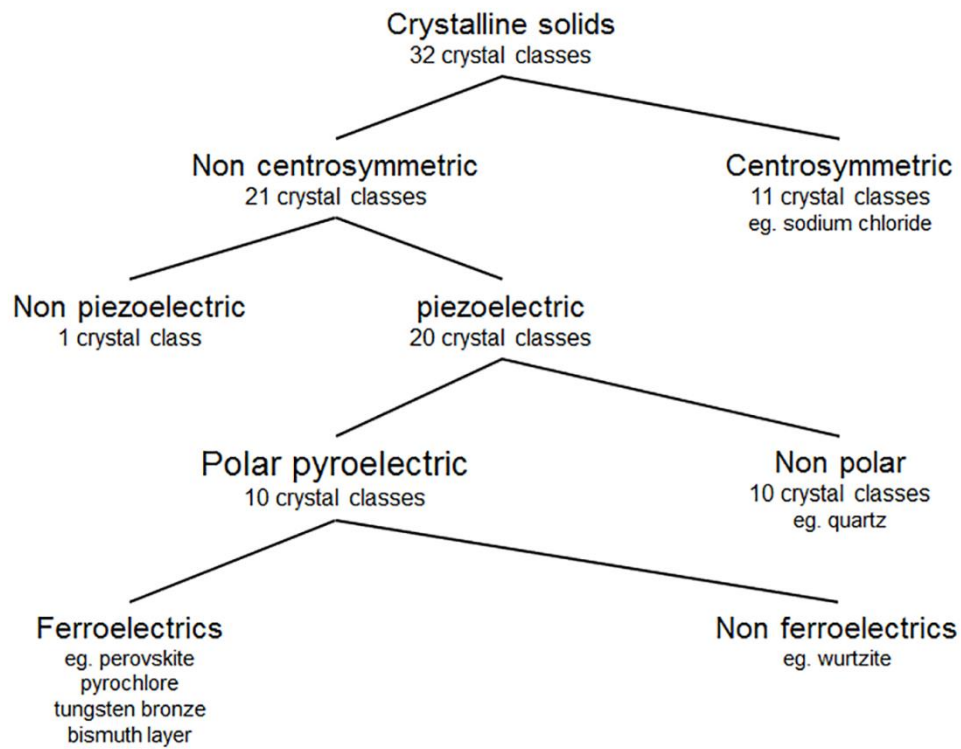 Crystalline solids
32 crystal classes
Non centrosymmetric
21 crystal classes
Centrosymmetric
11 crystal classes
eg. sodium chloride
Non piezoelectric
1 crystal class
piezoelectric
20 crystal classes
Polar pyroelectric
10 crystal classes
Non polar
10 crystal classes
eg. quartz
Ferroelectrics
eg. perovskite
pyrochlore
tungsten bronze
bismuth layer
Non ferroelectrics
eg. wurtzite